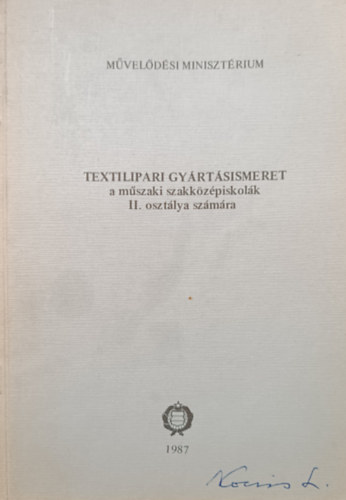 MŰVELŐDÉSI MINISZTÉRIUM
TEXTILIPARI GYÁRTÁSISMERET
a műszaki szakközépiskolák
II. osztálya számára
1987
Kocsis L.